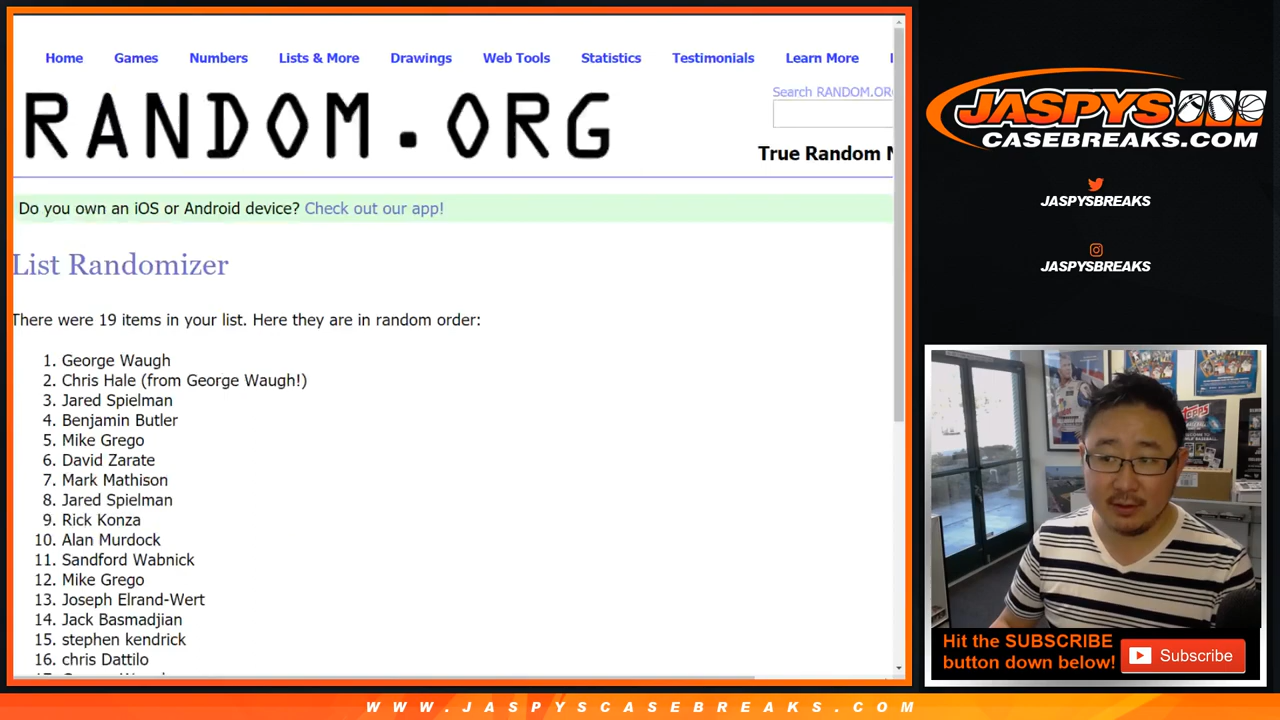 Home Games Numbers Lists & More Drawings Web Tools Statistics Testimonials Learn More
RANDOM.ORG
Search RANDOM.OR
True Random
Do you own an iOS or Android device? Check out our app!
List Randomizer
There were 19 items in your list. Here they are in random order:
1. George Waugh
2. Chris Hale (from George Waugh!)
3. Jared Spielman
4. Benjamin Butler
5. Mike Grego
6. David Zarate
7. Mark Mathison
8. Jared Spielman
9. Rick Konza
10. Alan Murdock
11. Sandford Wabnick
12. Mike Grego
13. Joseph Elrand-Wert
14. Jack Basmadjian
15. stephen kendrick
16. chris Dattilo
JASPYS
CASEBREAKS.COM
JASPYSBREAKS
JASPYSBREAKS
topps
Hit the SUBSCRIBE
button down below!
Subscribe
WWW.JASPYSCASEBREAKS.COM